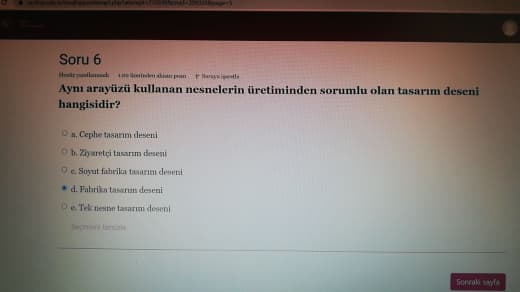 Soru 6
Henüz yanıtlanmadı 1,00 üzerinden alınan puan Soruyu işaretle
Aynı arayüzü kullanan nesnelerin üretiminden sorumlu olan tasarım deseni
hangisidir?
a. Cephe tasarım deseni
b. Ziyaretçi tasarım deseni
c. Soyut fabrika tasarım deseni
d. Fabrika tasarım deseni
e. Tek nesne tasarım deseni
Seçimimi temizle
Sonraki sayfa